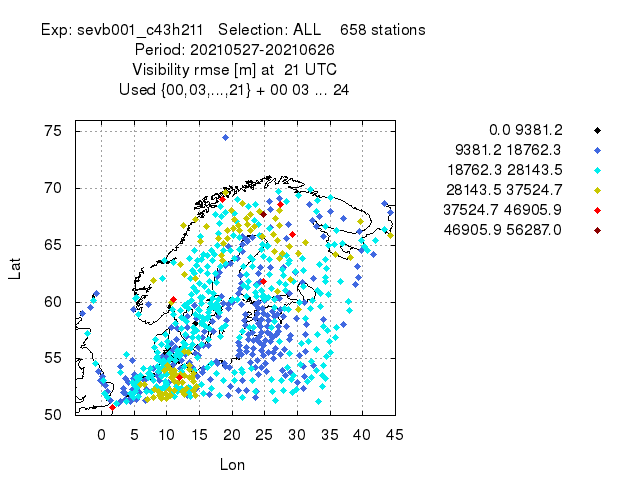 Exp: sevb001_c43h211   Selection: ALL    658 stations
Period: 20210527-20210626
Visibility rmse [m] at  21 UTC
Used {00,03,...,21} + 00 03 ... 24
75
70
65
60
55
50
Lat
0 5 10 15 20 25 30 35 40 45
Lon
0.0 9381.2
9381.2 18762.3
18762.3 28143.5
28143.5 37524.7
37524.7 46905.9
46905.9 56287.0